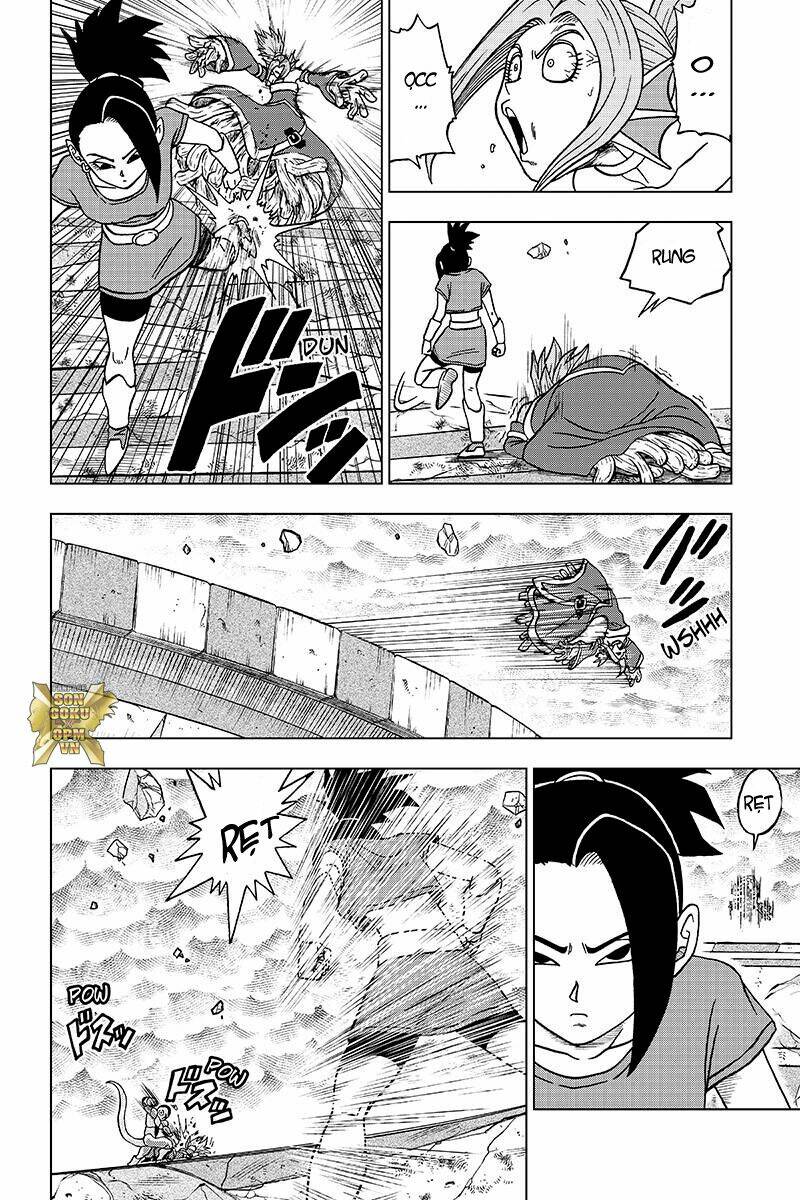 ドンッ
DUN
ỌCC
...
O
...
RUNG
WSHHH
SON
GOKU
OPM
VN
RẸT
POW
ドスッ
POW
ドスッ
RẸT